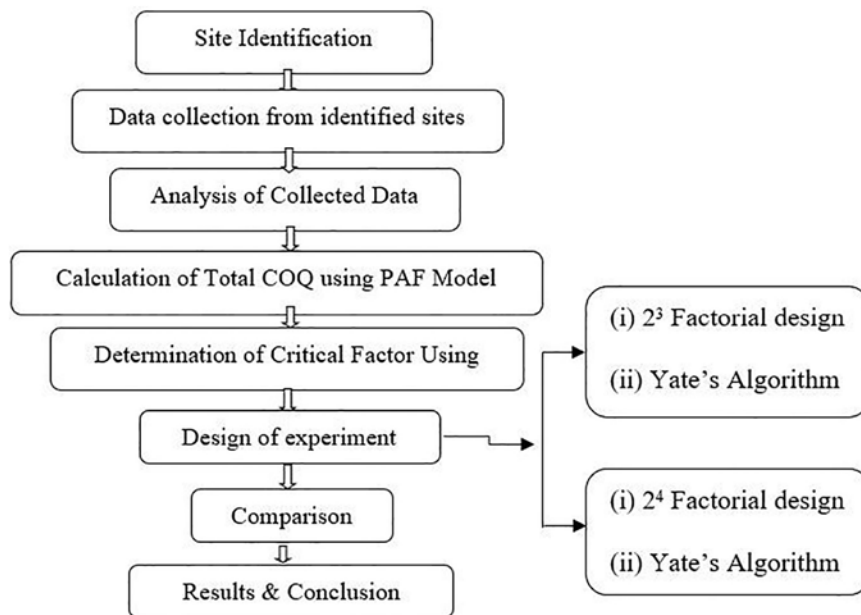 Site Identification
Data collection from identified sites
Analysis of Collected Data
Calculation of Total COQ using PAF Model
Determination of Critical Factor Using
Design of experiment
Comparison
Results & Conclusion
(i) 2³ Factorial design
(ii) Yate’s Algorithm
(i) 2⁴ Factorial design
(ii) Yate’s Algorithm